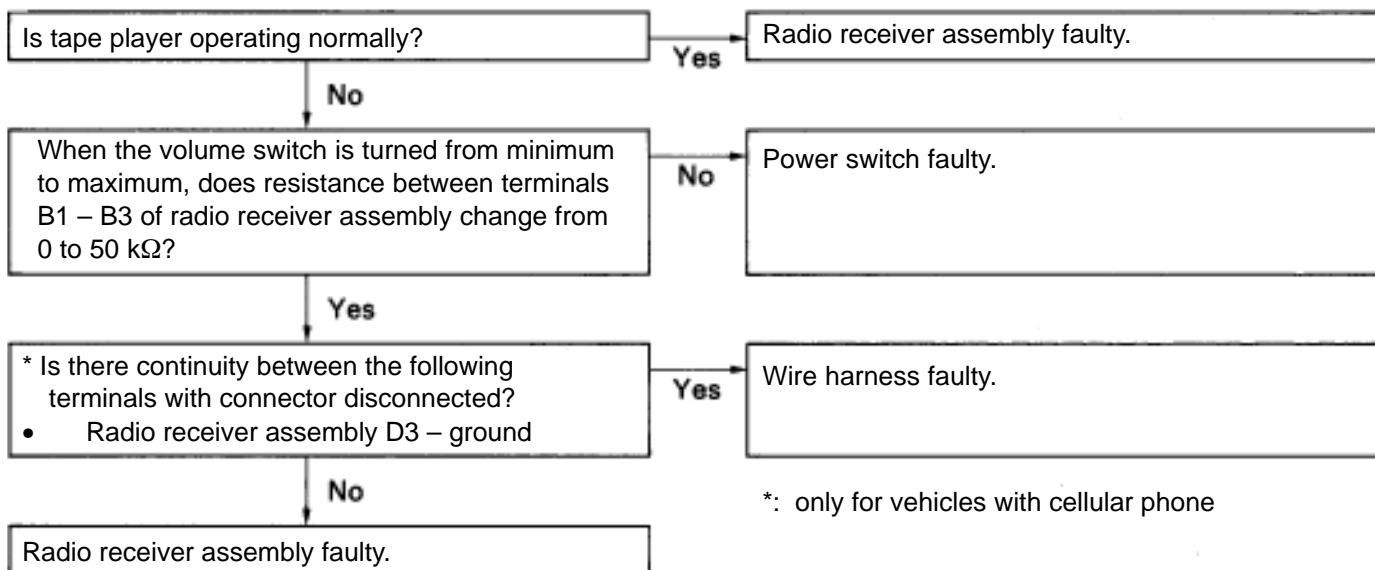 Is tape player operating normally?
Yes
Radio receiver assembly faulty.
No
When the volume switch is turned from minimum
to maximum, does resistance between terminals
B1 – B3 of radio receiver assembly change from
0 to 50 kΩ?
No
Power switch faulty.
Yes
* Is there continuity between the following
terminals with connector disconnected?
• Radio receiver assembly D3 – ground
Yes
Wire harness faulty.
No
*: only for vehicles with cellular phone
Radio receiver assembly faulty.